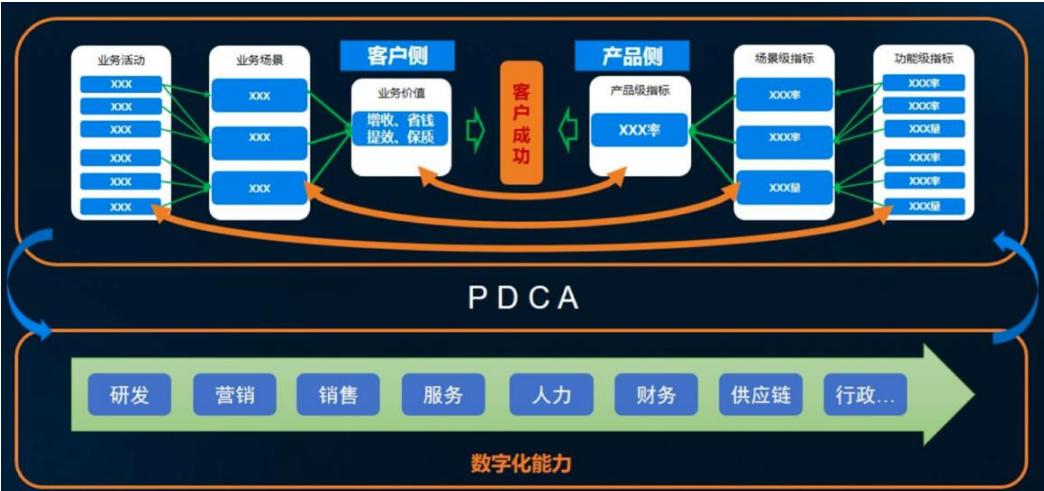 客户侧
产品侧
业务活动
XXX
XXX
XXX
XXX
XXX
XXX
业务场景
XXX
XXX
XXX
业务价值
增收、省钱
提效、保质
客户成功
产品级指标
XXX率
场景级指标
XXX率
XXX率
XXX量
功能级指标
XXX率
XXX率
XXX量
XXX率
XXX率
XXX量
PDCA
研发
营销
销售
服务
人力
财务
供应链
行政...
数字化能力